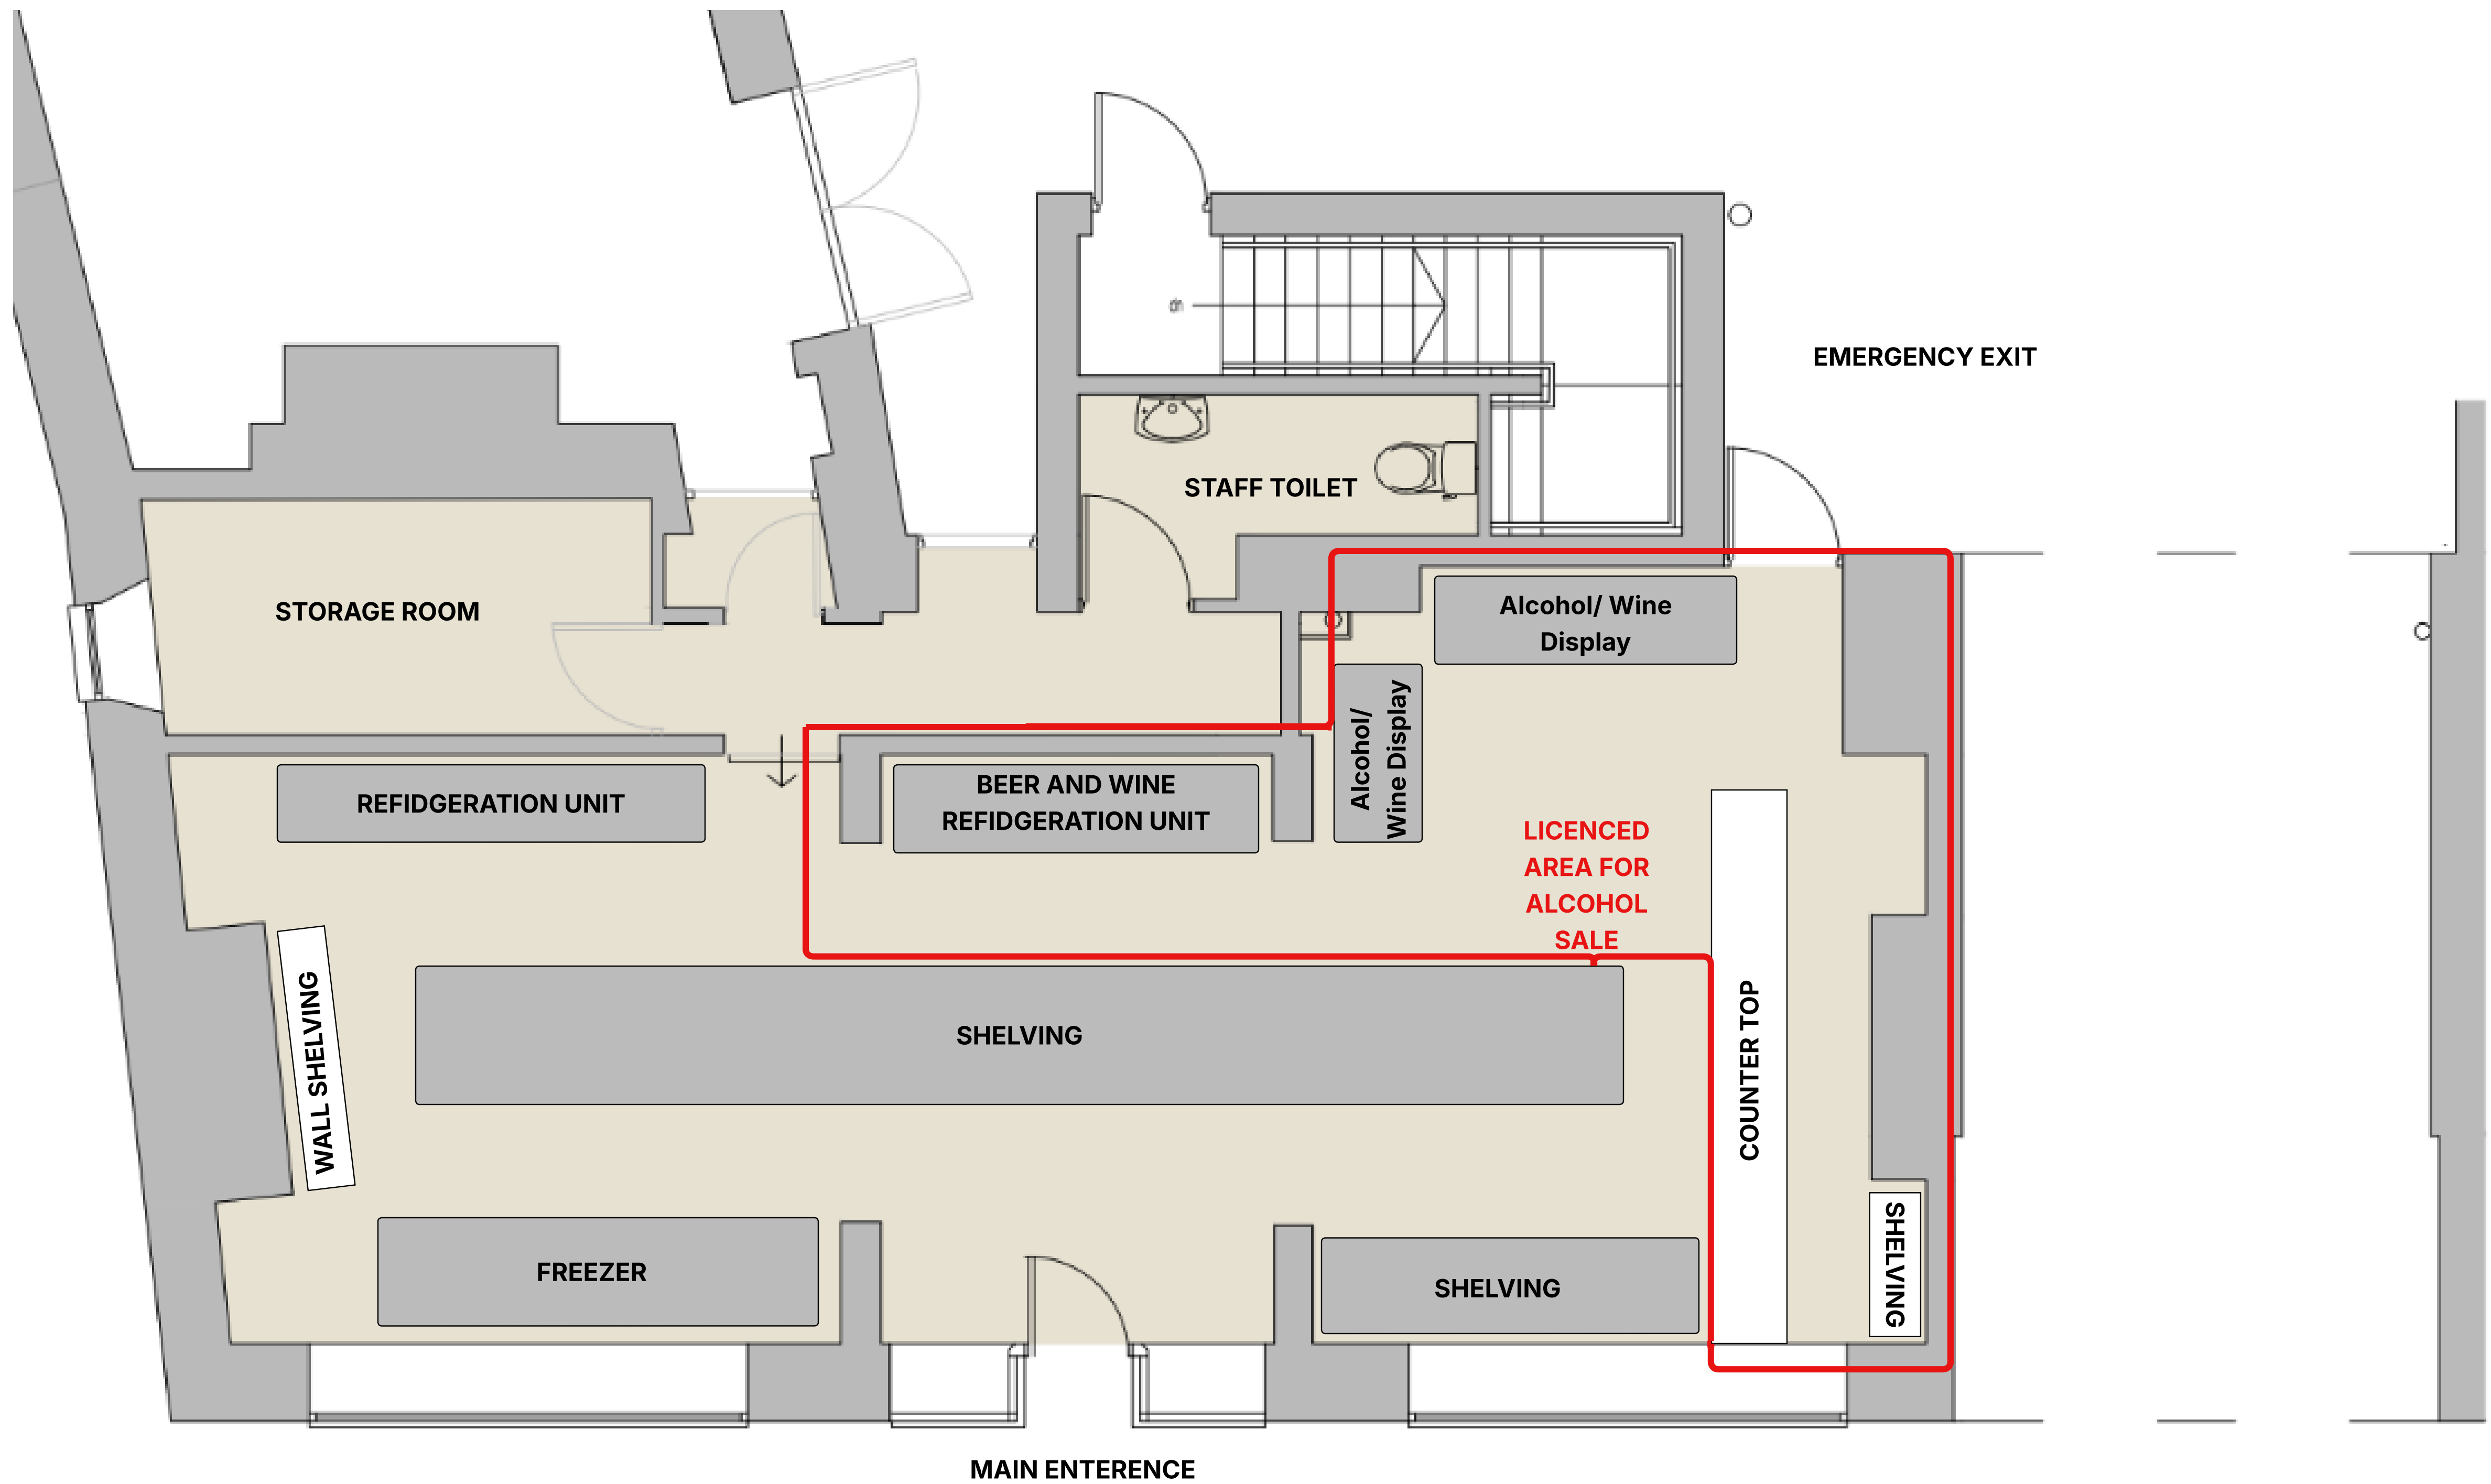 EMERGENCY EXIT
STAFF TOILET
STORAGE ROOM
Alcohol/ Wine
Display
Alcohol/
Wine Display
REFIDGERATION UNIT
BEER AND WINE
REFIDGERATION UNIT
LICENCED
AREA FOR
ALCOHOL
SALE
WALL SHELVING
SHELVING
COUNTER TOP
SHELVING
FREEZER
SHELVING
MAIN ENTERENCE